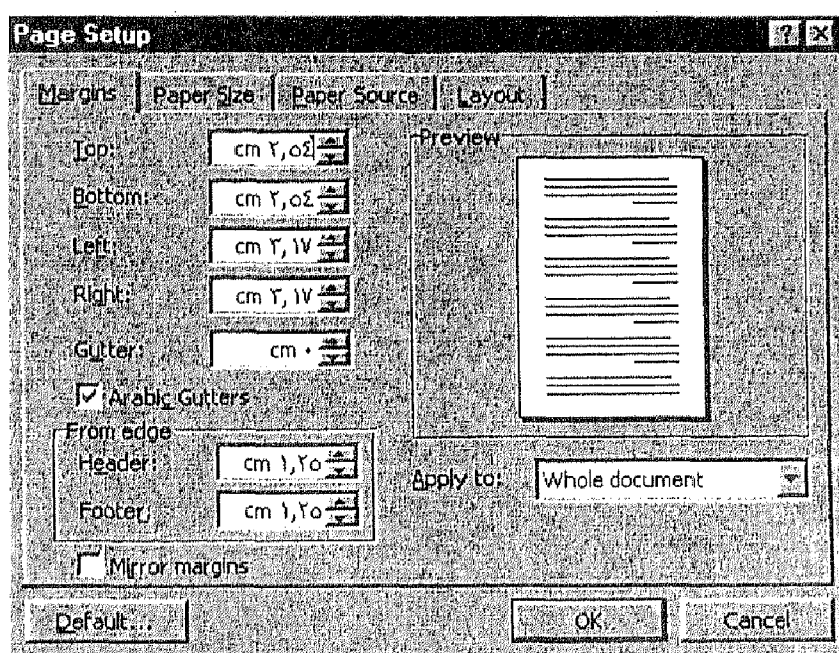 Page Setup
Margins Paper Size Paper Source Layout
Top: cm ٢,٥٤
Bottom: cm ٢,٥٤
Left: cm ٣,١٧
Right: cm ٣,١٧
Gutter: cm ٠
Arabic Gutters
From edge
Header: cm ١,٢٥
Footer: cm ١,٢٥
Mirror margins
Preview
Apply to: Whole document
Default... OK Cancel